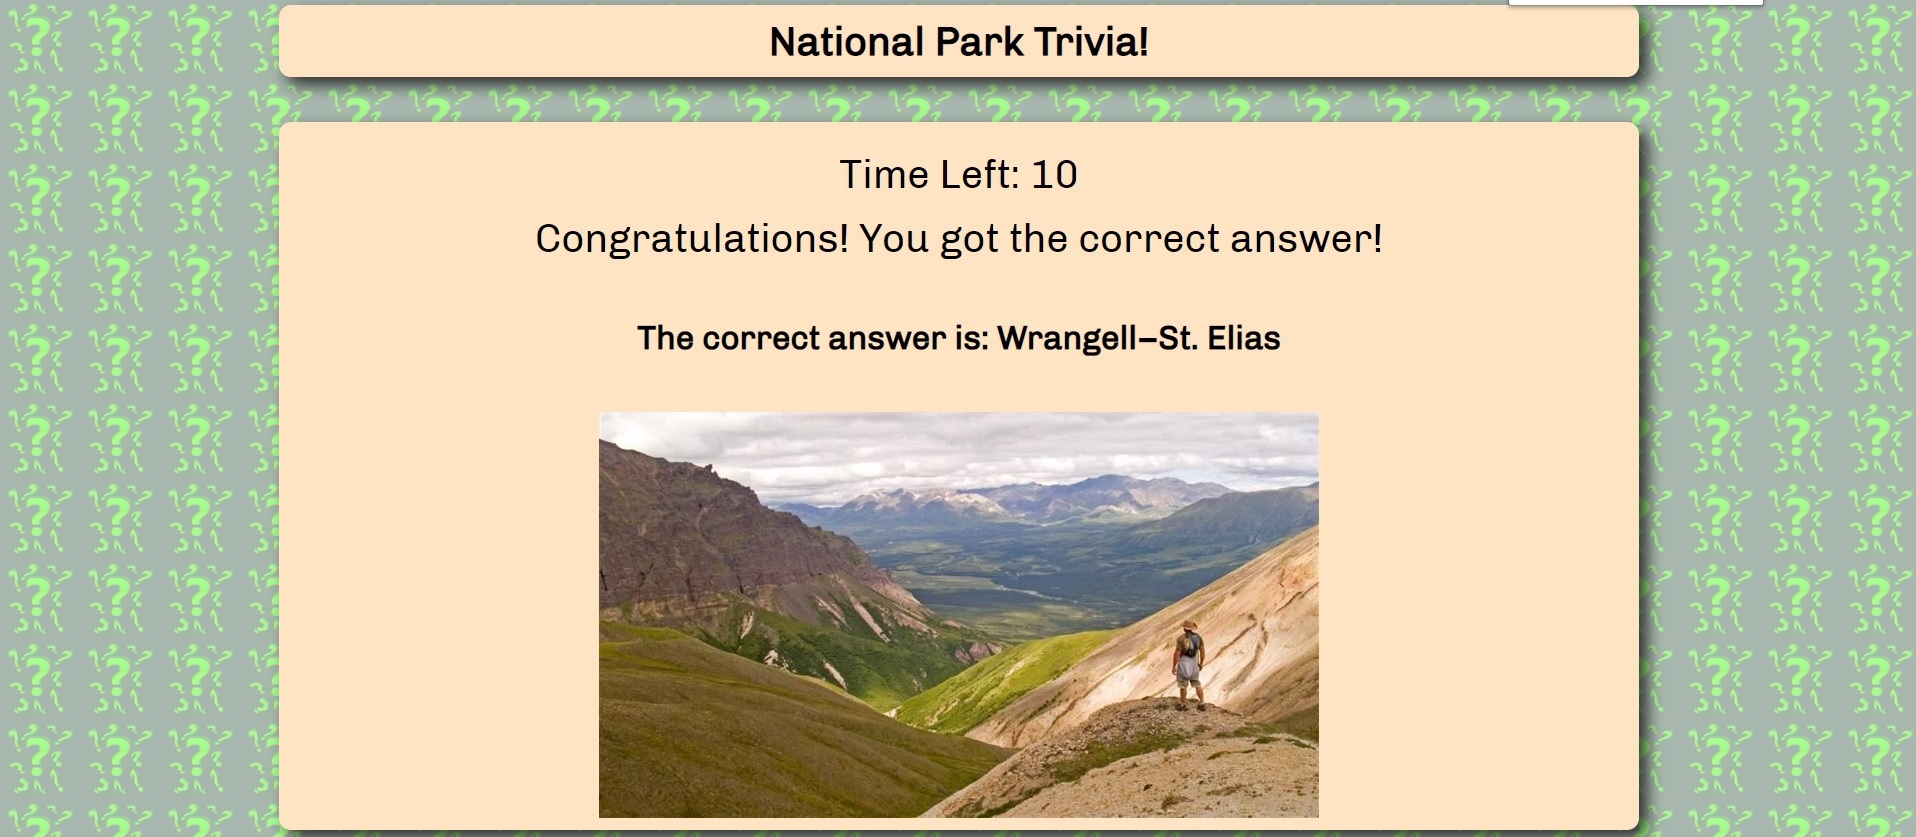 National Park Trivia!
Time Left: 10
Congratulations! You got the correct answer!
The correct answer is: Wrangell–St. Elias